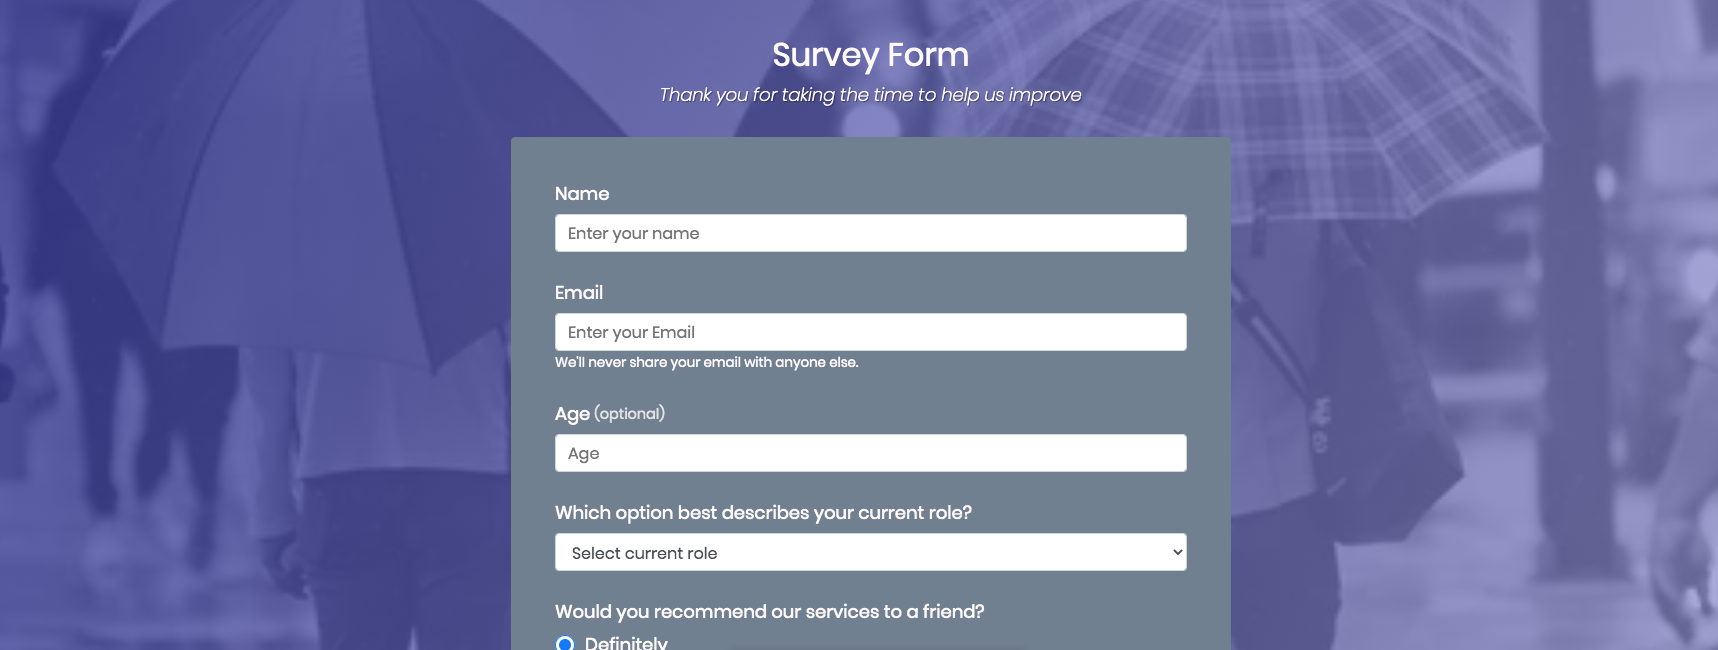 Survey Form
Thank you for taking the time to help us improve
Name
Enter your name
Email
Enter your Email
We'll never share your email with anyone else.
Age (optional)
Age
Which option best describes your current role?
Select current role
Would you recommend our services to a friend?
Definitely